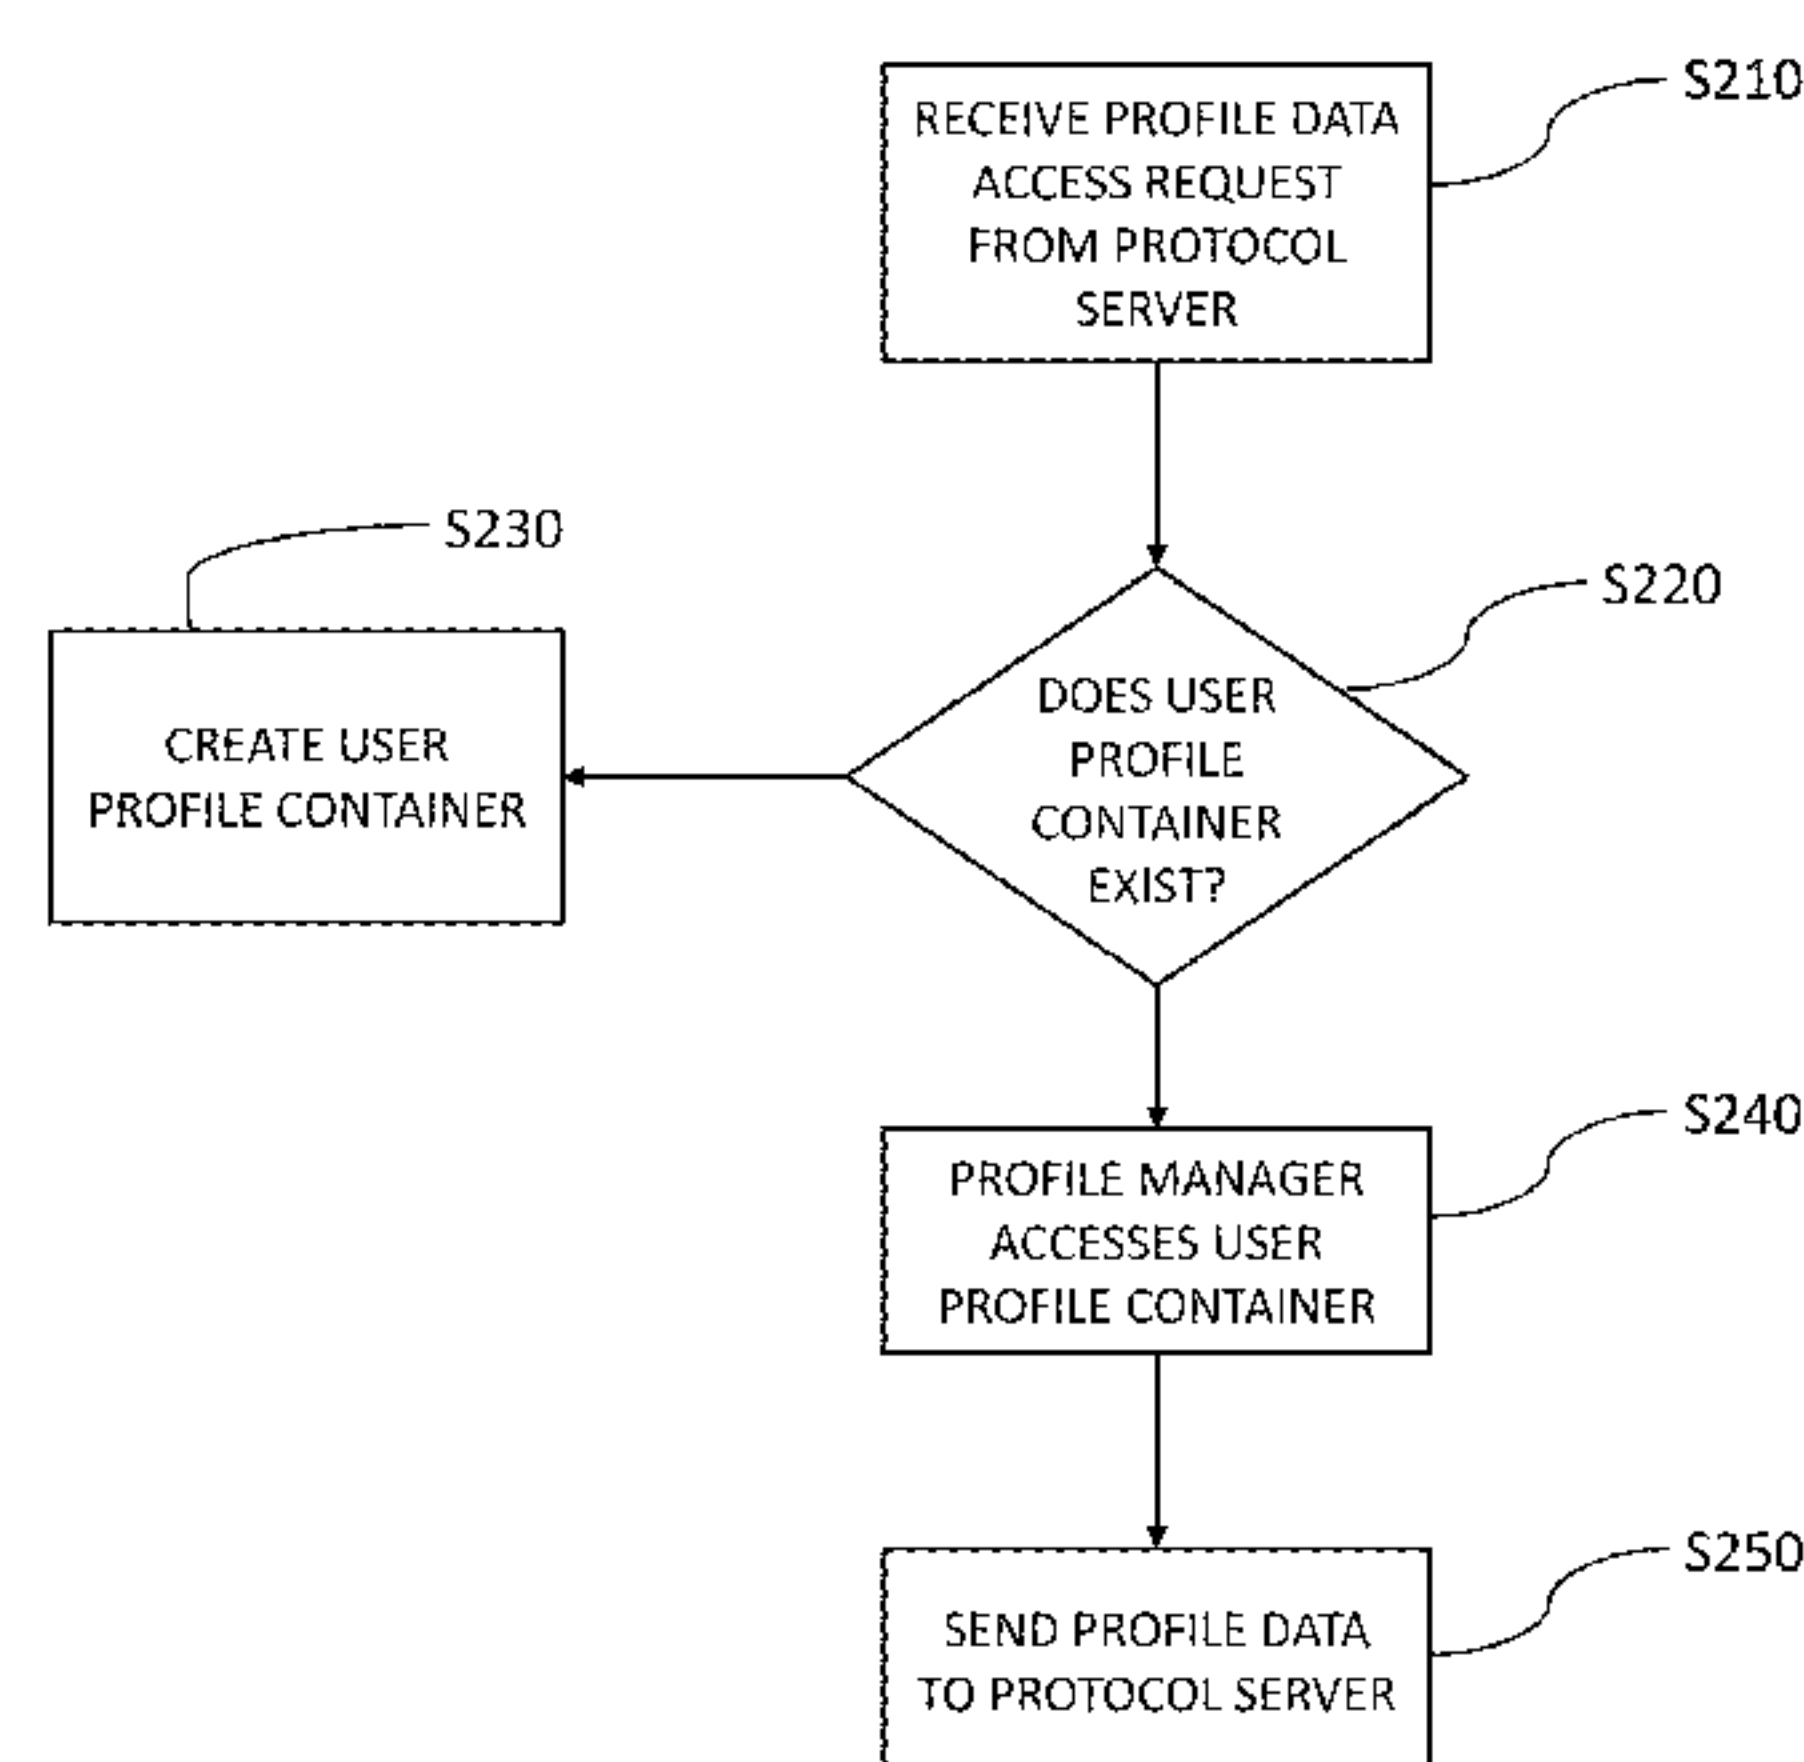 S210
RECEIVE PROFILE DATA
ACCESS REQUEST
FROM PROTOCOL
SERVER
S230
CREATE USER
PROFILE CONTAINER
S220
DOES USER
PROFILE
CONTAINER
EXIST?
S240
PROFILE MANAGER
ACCESSES USER
PROFILE CONTAINER
S250
SEND PROFILE DATA
TO PROTOCOL SERVER